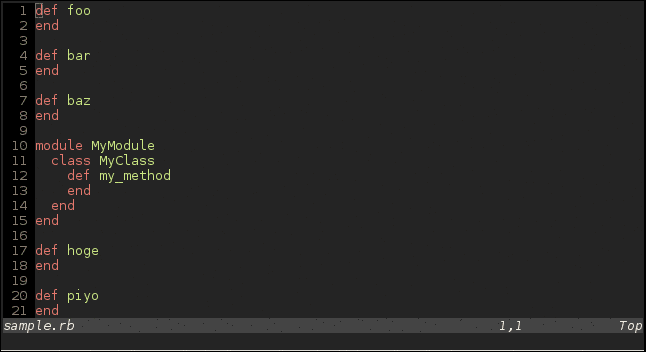 1 def foo
2 end
3
4 def bar
5 end
6
7 def baz
8 end
9
10 module MyModule
11   class MyClass
12     def my_method
13     end
14   end
15 end
16
17 def hoge
18 end
19
20 def piyo
21 end
sample.rb 1,1 Top